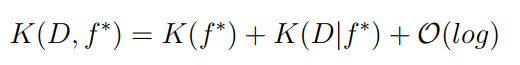 K(D, f*) = K(f*) + K(D|f*) + O(log)